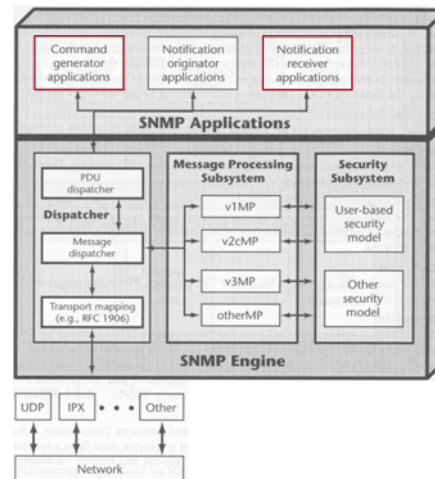 Command
generator
applications
Notification
originator
applications
Notification
receiver
applications
SNMP Applications
PDU
dispatcher
Dispatcher
Message
dispatcher
Transport mapping
(e.g., RFC 1906)
Message Processing
Subsystem
v1MP
v2cMP
v3MP
otherMP
Security
Subsystem
User-based
security
model
Other
security
model
SNMP Engine
UDP
IPX
• • •
Other
Network